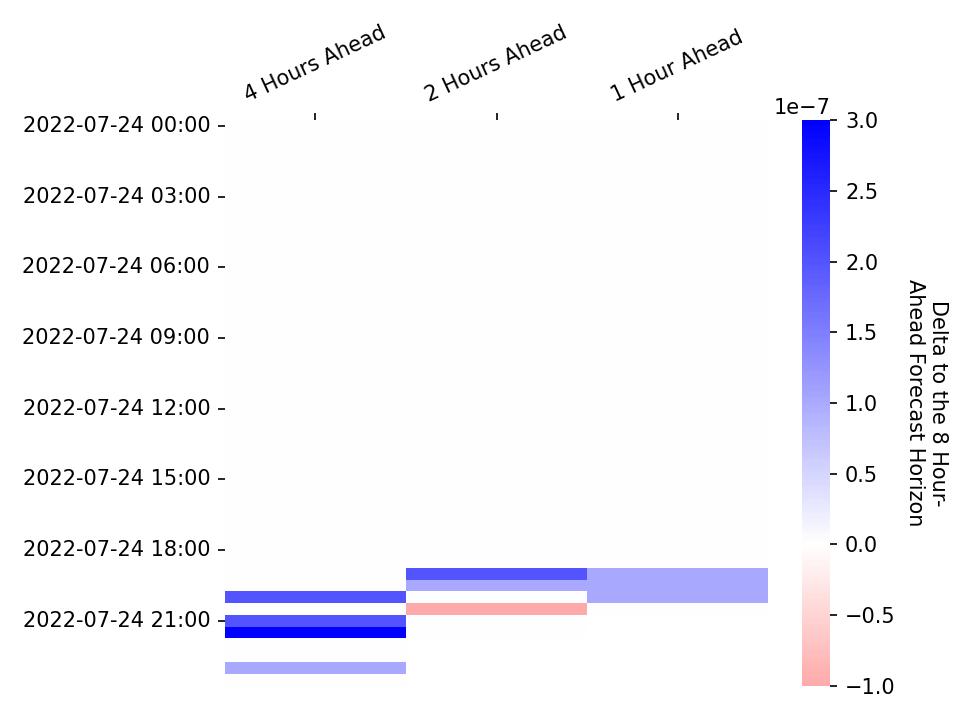 4 Hours Ahead
2 Hours Ahead
1 Hour Ahead
1e−7
2022-07-24 00:00
2022-07-24 03:00
2022-07-24 06:00
2022-07-24 09:00
2022-07-24 12:00
2022-07-24 15:00
2022-07-24 18:00
2022-07-24 21:00
3.0
2.5
2.0
1.5
1.0
0.5
0.0
−0.5
−1.0
Delta to the 8 Hour-
Ahead Forecast Horizon